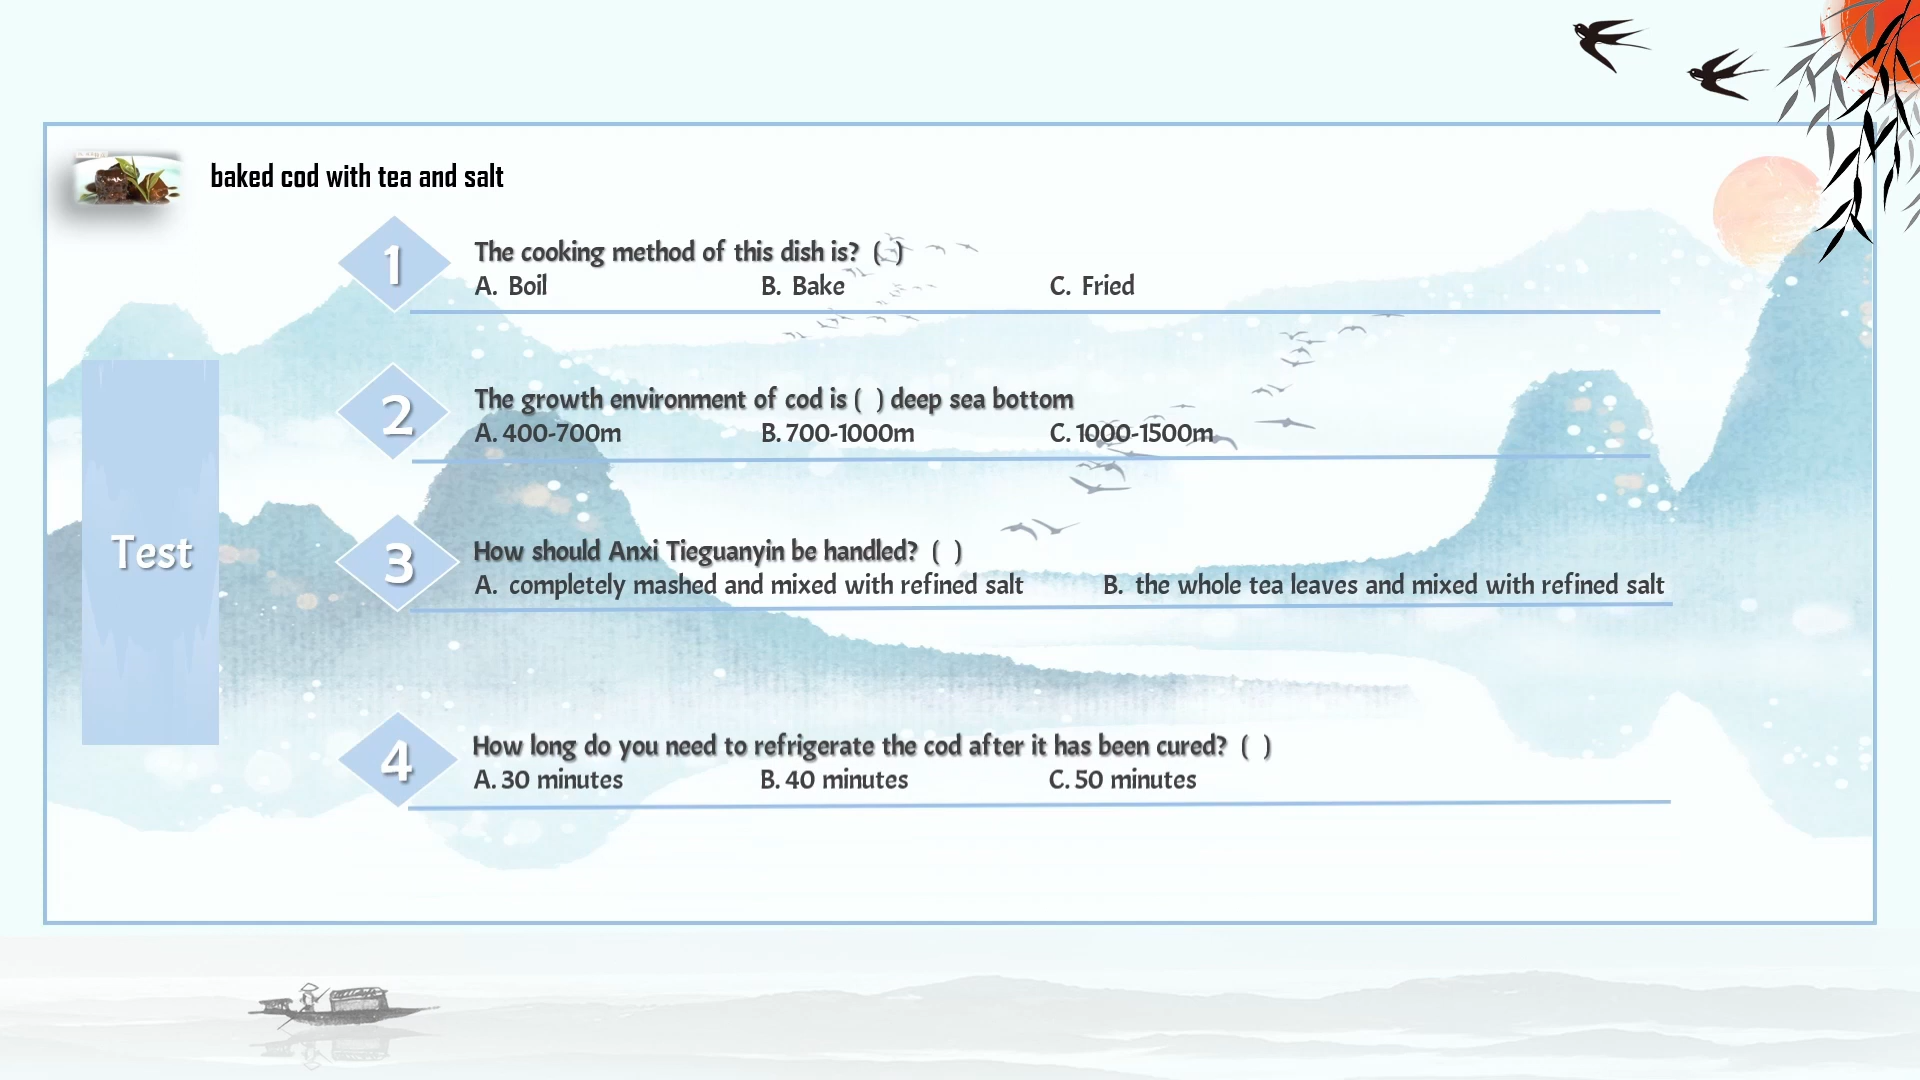 baked cod with tea and salt
1
The cooking method of this dish is? ( )
A. Boil B. Bake C. Fried
2
The growth environment of cod is ( ) deep sea bottom
A. 400-700m B. 700-1000m C. 1000-1500m
Test
3
How should Anxi Tieguanyin be handled? ( )
A. completely mashed and mixed with refined salt B. the whole tea leaves and mixed with refined salt
4
How long do you need to refrigerate the cod after it has been cured? ( )
A. 30 minutes B. 40 minutes C. 50 minutes